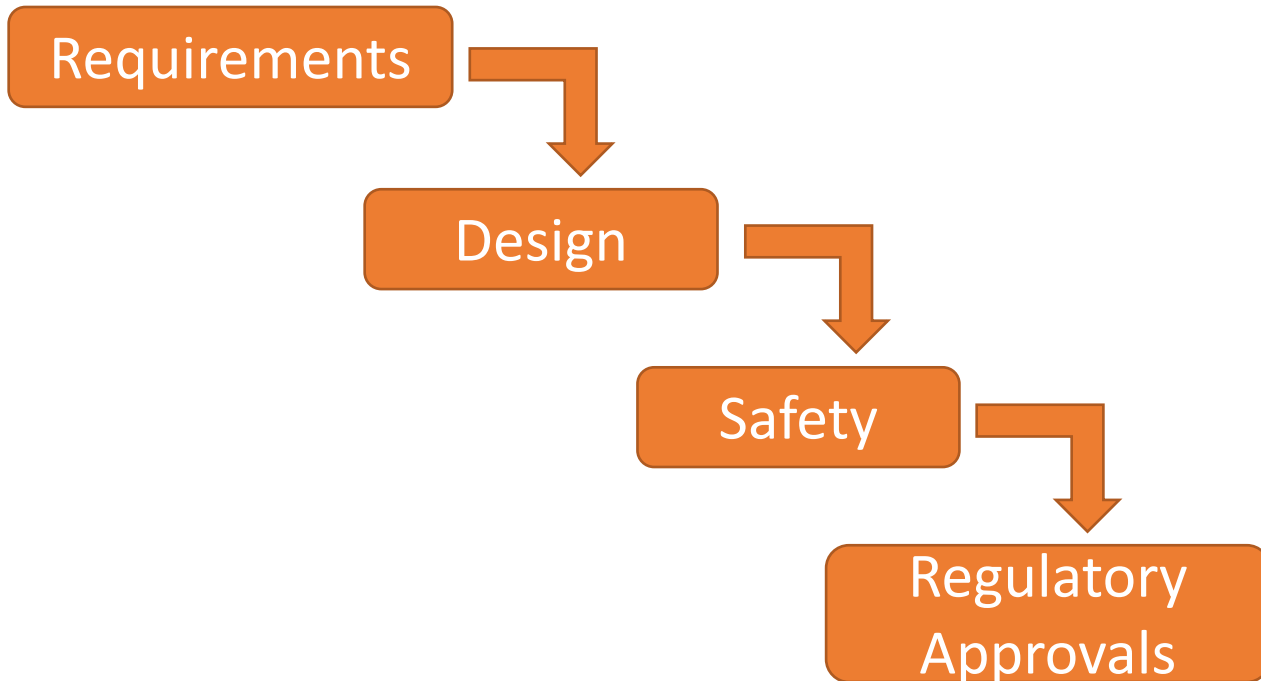 Requirements
Design
Safety
Regulatory
Approvals